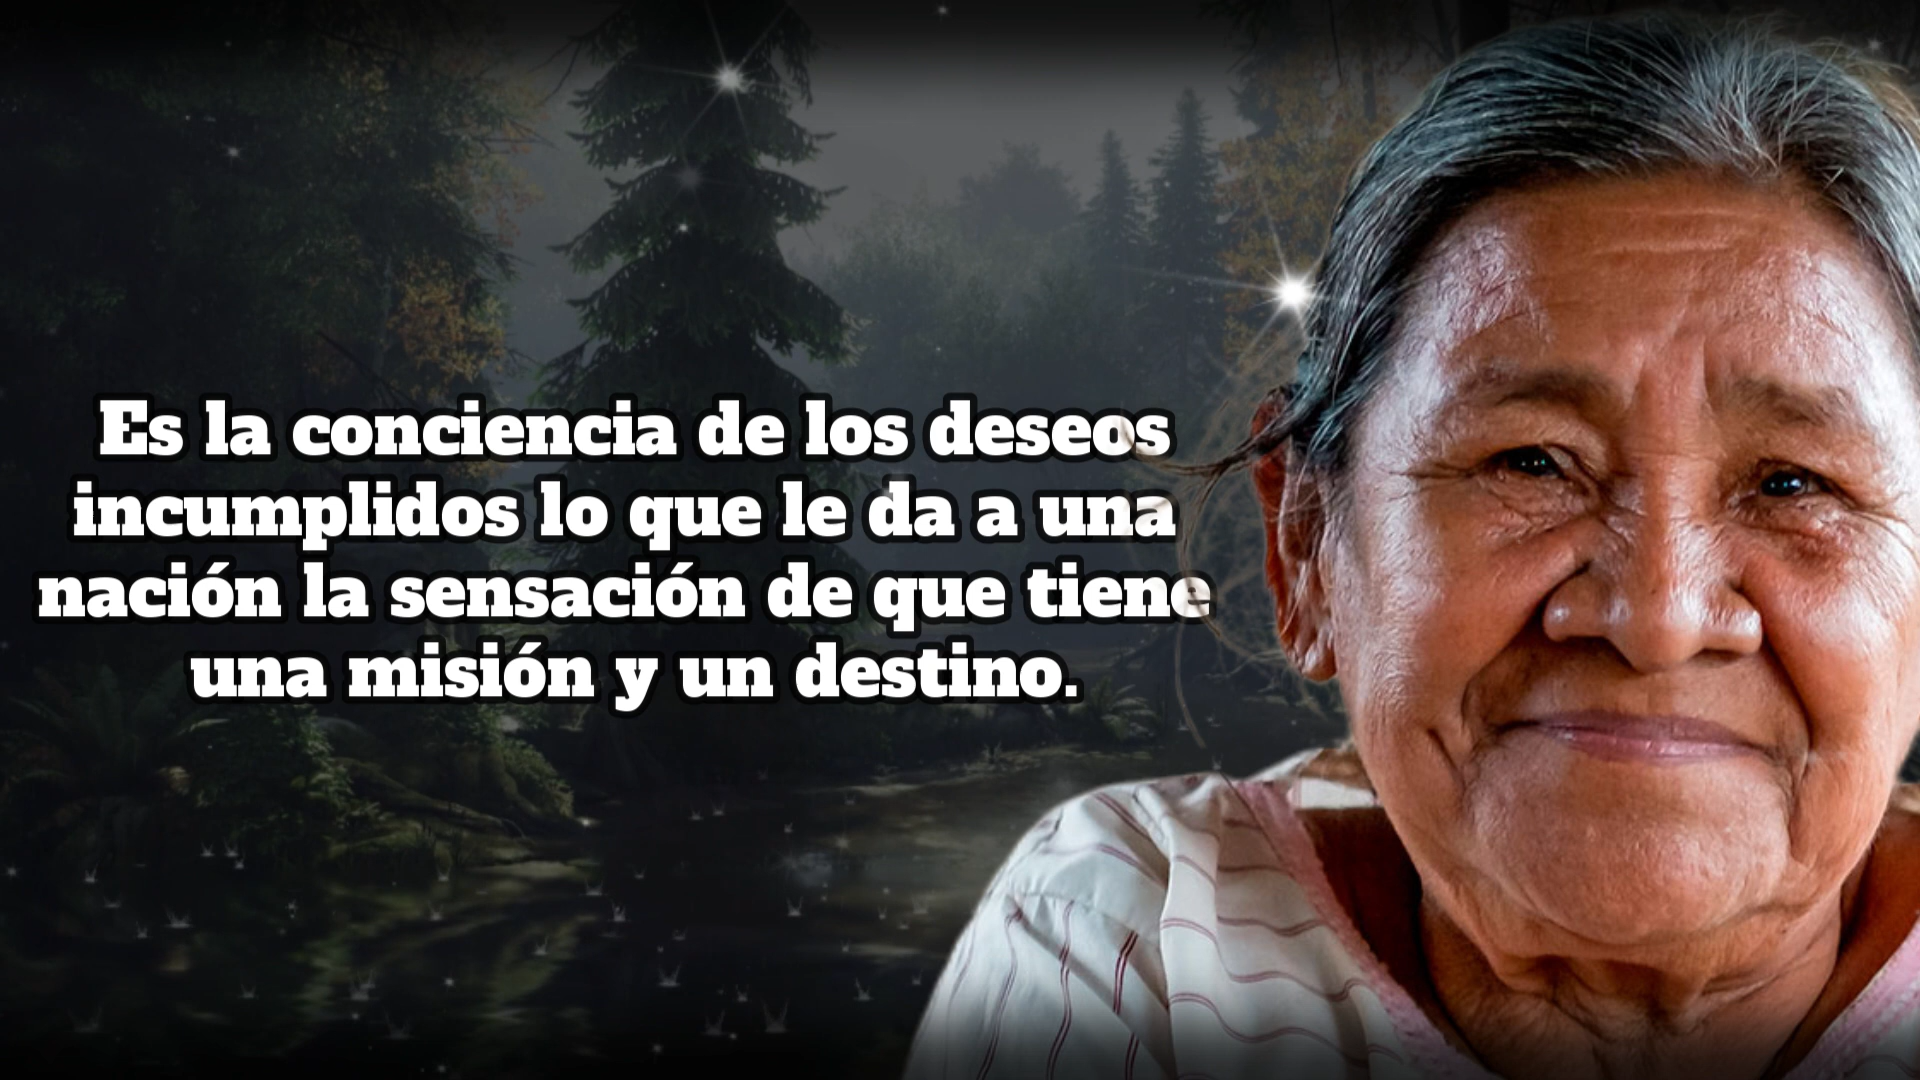 Es la conciencia de los deseos
incumplidos lo que le da a una
nación la sensación de que tiene
una misión y un destino.